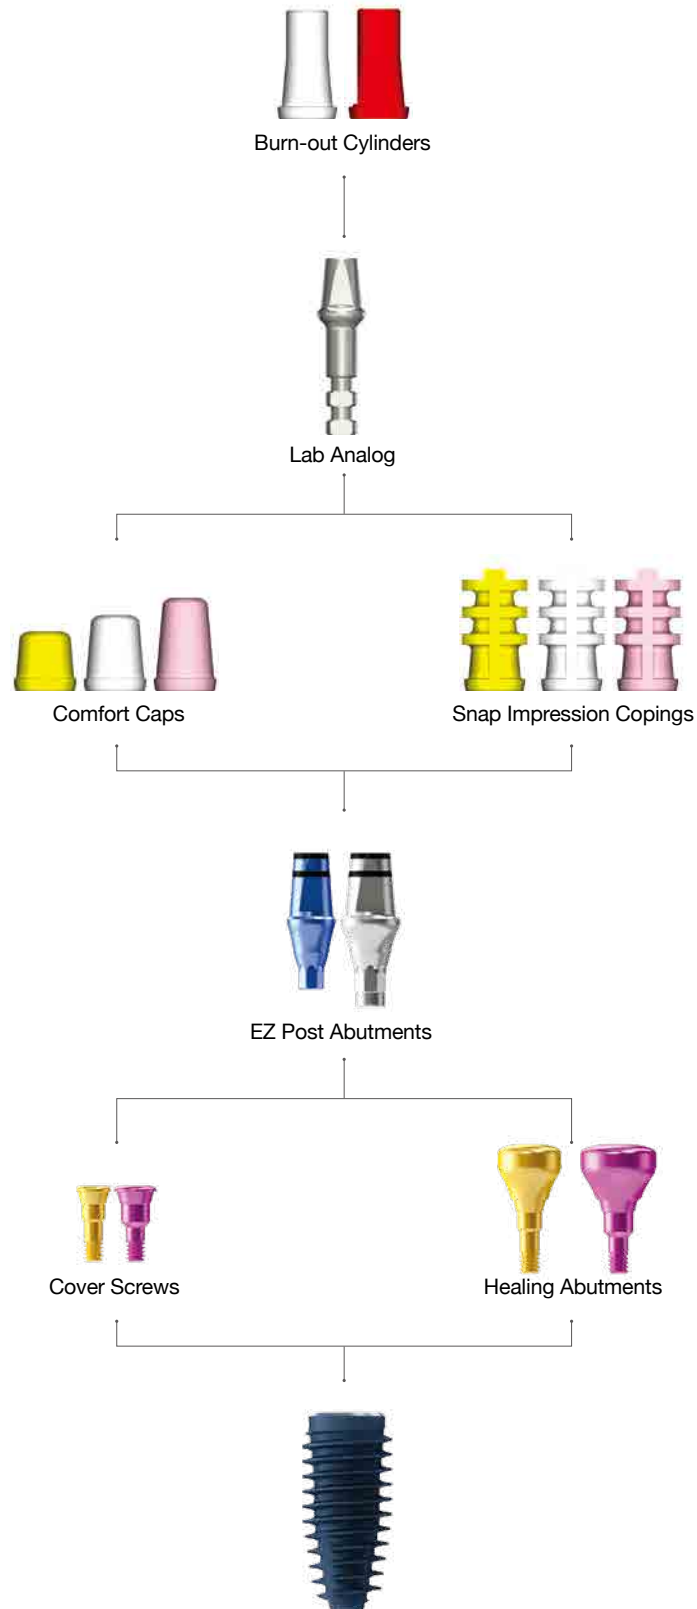 Burn-out Cylinders
Lab Analog
Comfort Caps
Snap Impression Copings
EZ Post Abutments
Cover Screws
Healing Abutments